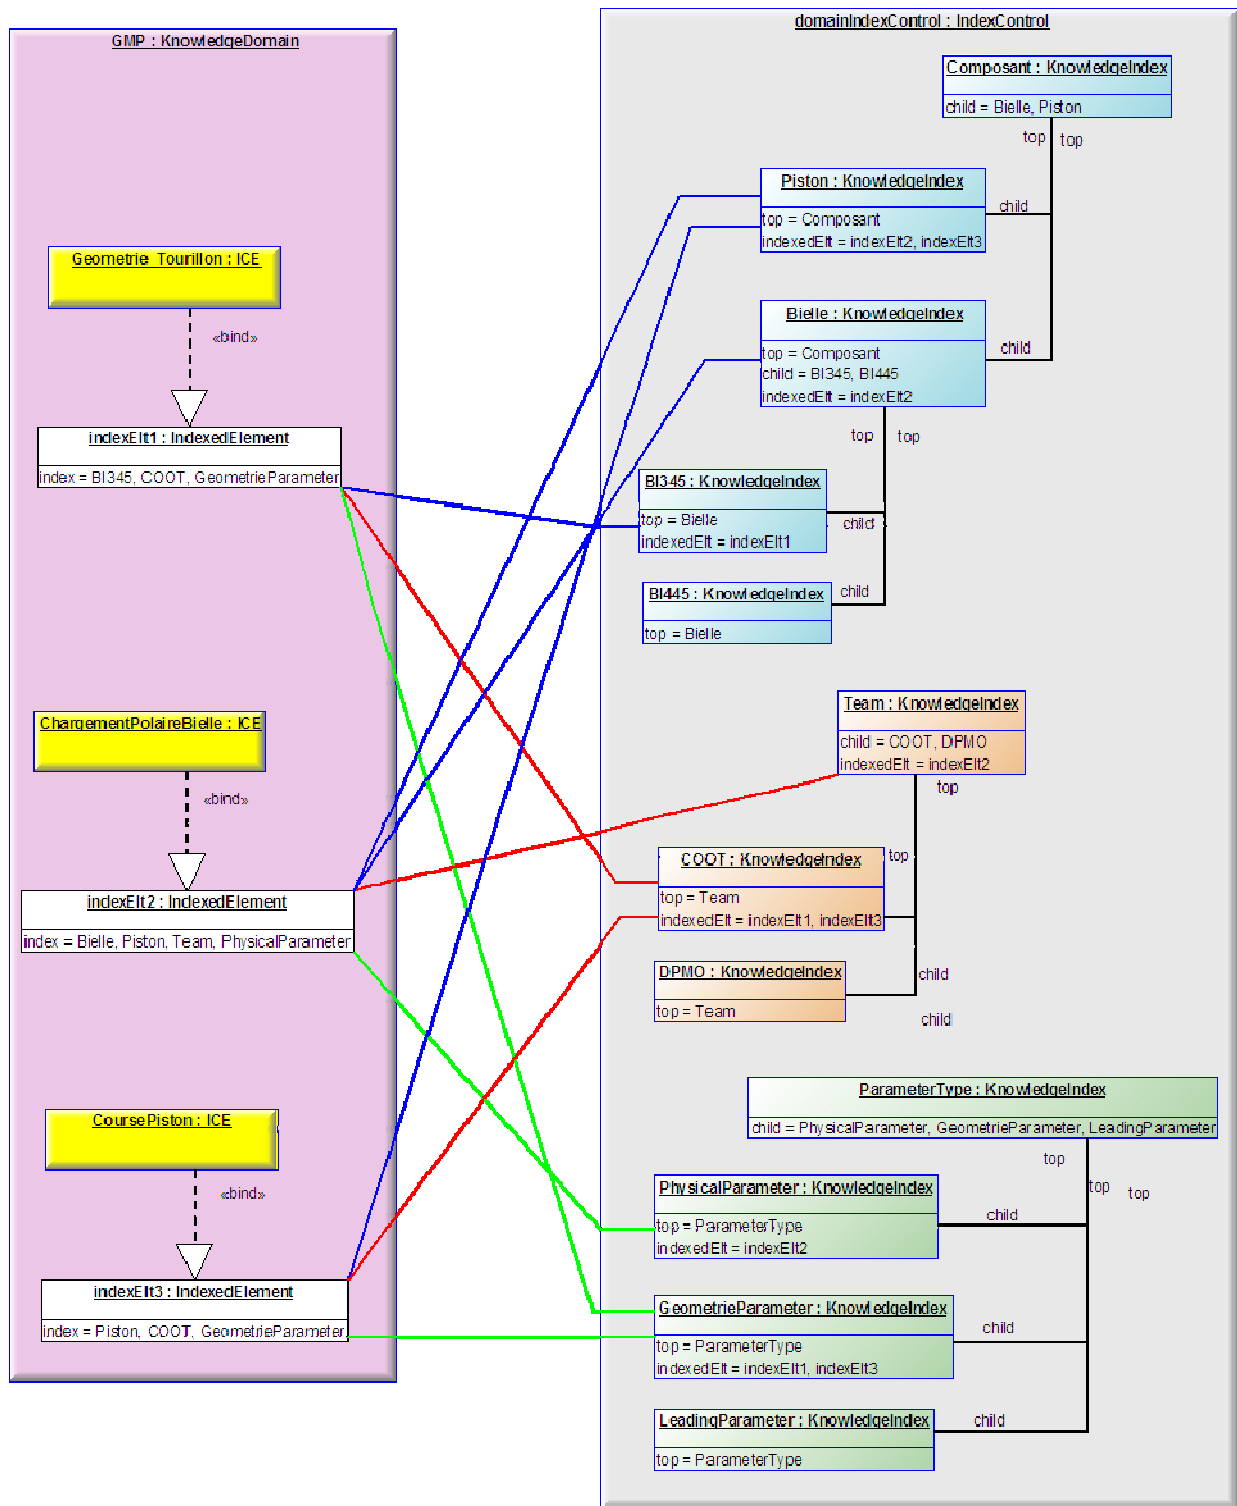 GMP : KnowledgeDomain
Geometrie_Tourillon : ICE
«bind»
indexElt1 : IndexedElement
index = BI345, COOT, GeometrieParameter
ChargementPolaireBielle : ICE
«bind»
indexElt2 : IndexedElement
index = Bielle, Piston, Team, PhysicalParameter
CoursePiston : ICE
«bind»
indexElt3 : IndexedElement
index = Piston, COOT, GeometrieParameter
domainIndexControl : IndexControl
Composant : KnowledgeIndex
child = Bielle, Piston
top top
Piston : KnowledgeIndex
top = Composant
indexedElt = indexElt2, indexElt3
child
Bielle : KnowledgeIndex
top = Composant
child = BI345, BI445
indexedElt = indexElt2
child
top top
BI345 : KnowledgeIndex
top = Bielle
indexedElt = indexElt1
child
BI445 : KnowledgeIndex
top = Bielle
child
Team : KnowledgeIndex
child = COOT, DPMO
indexedElt = indexElt2
top
COOT : KnowledgeIndex
top = Team
indexedElt = indexElt1, indexElt3
top
DPMO : KnowledgeIndex
top = Team
child
child
ParameterType : KnowledgeIndex
child = PhysicalParameter, GeometrieParameter, LeadingParameter
top
top top
PhysicalParameter : KnowledgeIndex
top = ParameterType
indexedElt = indexElt2
child
GeometrieParameter : KnowledgeIndex
top = ParameterType
indexedElt = indexElt1, indexElt3
child
LeadingParameter : KnowledgeIndex
top = ParameterType
child